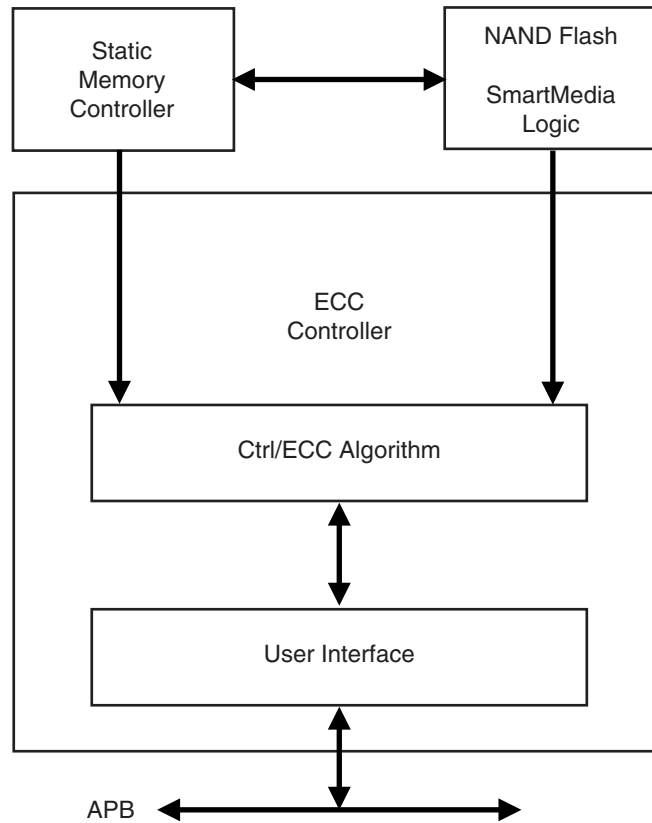 Static
Memory
Controller
NAND Flash
SmartMedia
Logic
ECC
Controller
Ctrl/ECC Algorithm
User Interface
APB